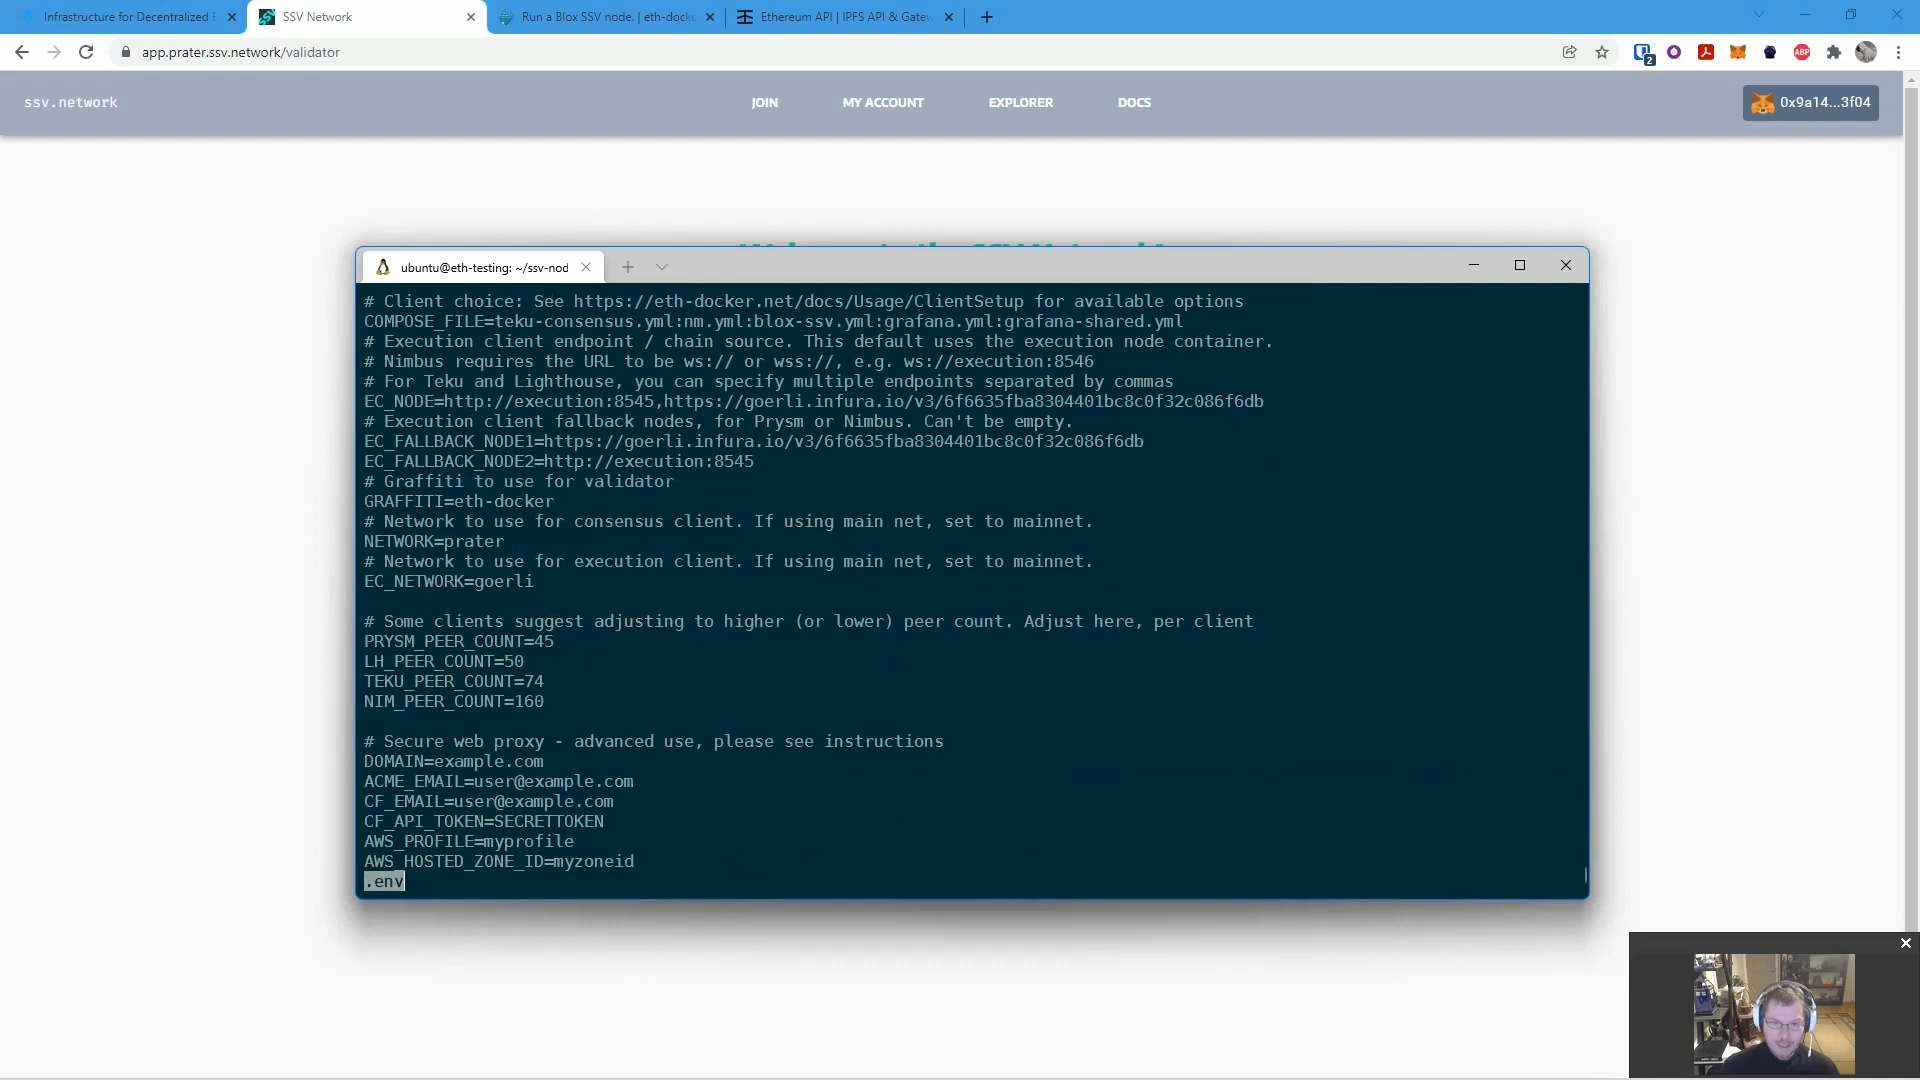 Infrastructure for Decentralized
SSV Network
Run a Blox SSV node. | eth-docke
Ethereum API | IPFS API & Gatew
app.prater.ssv.network/validator
2
ABP
ssv.network
JOIN
MY ACCOUNT
EXPLORER
DOCS
0x9a14...3f04
ubuntu@eth-testing: ~/ssv-nod
# Client choice: See https://eth-docker.net/docs/Usage/ClientSetup for available options
COMPOSE_FILE=teku-consensus.yml:nm.yml:blox-ssv.yml:grafana.yml:grafana-shared.yml
# Execution client endpoint / chain source. This default uses the execution node container.
# Nimbus requires the URL to be ws:// or wss://, e.g. ws://execution:8546
# For Teku and Lighthouse, you can specify multiple endpoints separated by commas
EC_NODE=http://execution:8545,https://goerli.infura.io/v3/6f6635fba8304401bc8c0f32c086f6db
# Execution client fallback nodes, for Prysm or Nimbus. Can't be empty.
EC_FALLBACK_NODE1=https://goerli.infura.io/v3/6f6635fba8304401bc8c0f32c086f6db
EC_FALLBACK_NODE2=http://execution:8545
# Graffiti to use for validator
GRAFFITI=eth-docker
# Network to use for consensus client. If using main net, set to mainnet.
NETWORK=prater
# Network to use for execution client. If using main net, set to mainnet.
EC_NETWORK=goerli
# Some clients suggest adjusting to higher (or lower) peer count. Adjust here, per client
PRYSM_PEER_COUNT=45
LH_PEER_COUNT=50
TEKU_PEER_COUNT=74
NIM_PEER_COUNT=160
# Secure web proxy - advanced use, please see instructions
DOMAIN=example.com
ACME_EMAIL=user@example.com
CF_EMAIL=user@example.com
CF_API_TOKEN=SECRETTOKEN
AWS_PROFILE=myprofile
AWS_HOSTED_ZONE_ID=myzoneid
.env